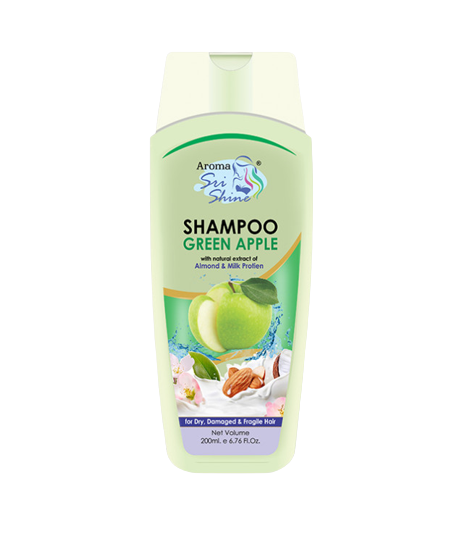 Aroma ®
Sri
Shine
SHAMPOO
GREEN APPLE
with natural extract of
Almond & Milk Protien
for Dry, Damaged & Fragile Hair
Net Volume
200ml. e 6.76 Fl.Oz.